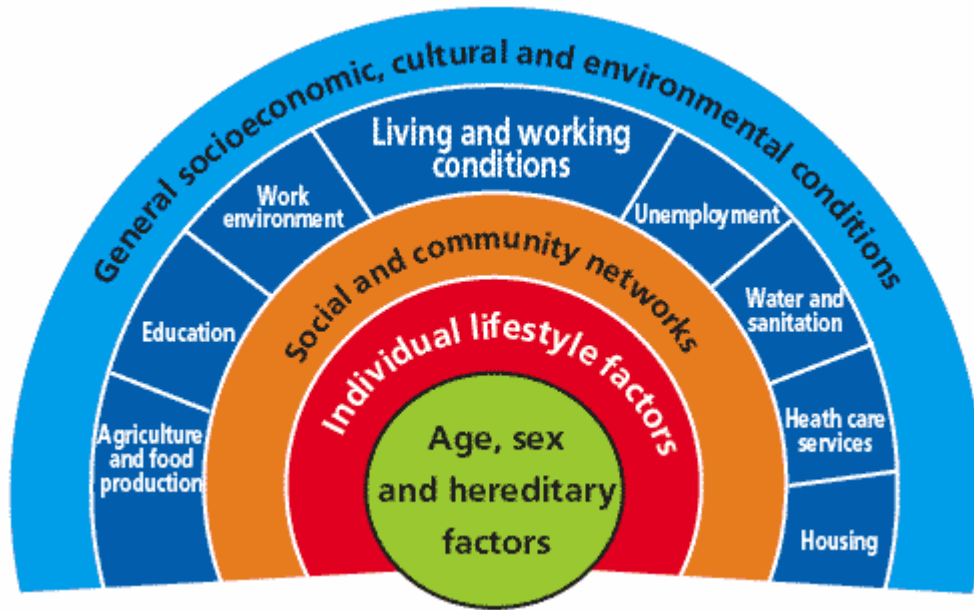 General socioeconomic, cultural and environmental conditions
Living and working
conditions
Work
environment
Unemployment
Education
Water and
sanitation
Agriculture
and food
production
Heath care
services
Housing
Social and community networks
Individual lifestyle factors
Age, sex
and hereditary
factors